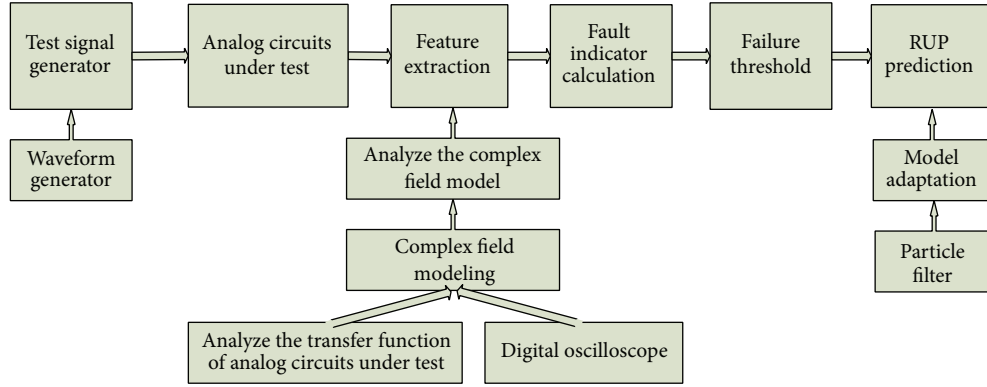 Test signal
generator
Analog circuits
under test
Feature
extraction
Fault
indicator
calculation
Failure
threshold
RUP
prediction
Waveform
generator
Analyze the complex
field model
Model
adaptation
Complex field
modeling
Particle
filter
Analyze the transfer function
of analog circuits under test
Digital oscilloscope